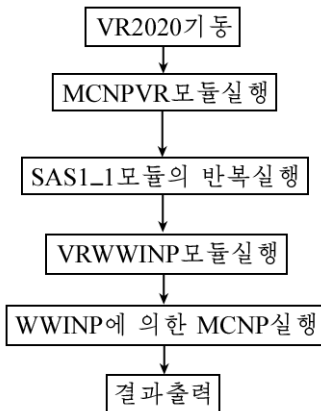 VR2020기동
MCNPVR모듈실행
SAS1_1모듈의 반복실행
VRWWINP모듈실행
WWINP에 의한 MCNP실행
결과출력